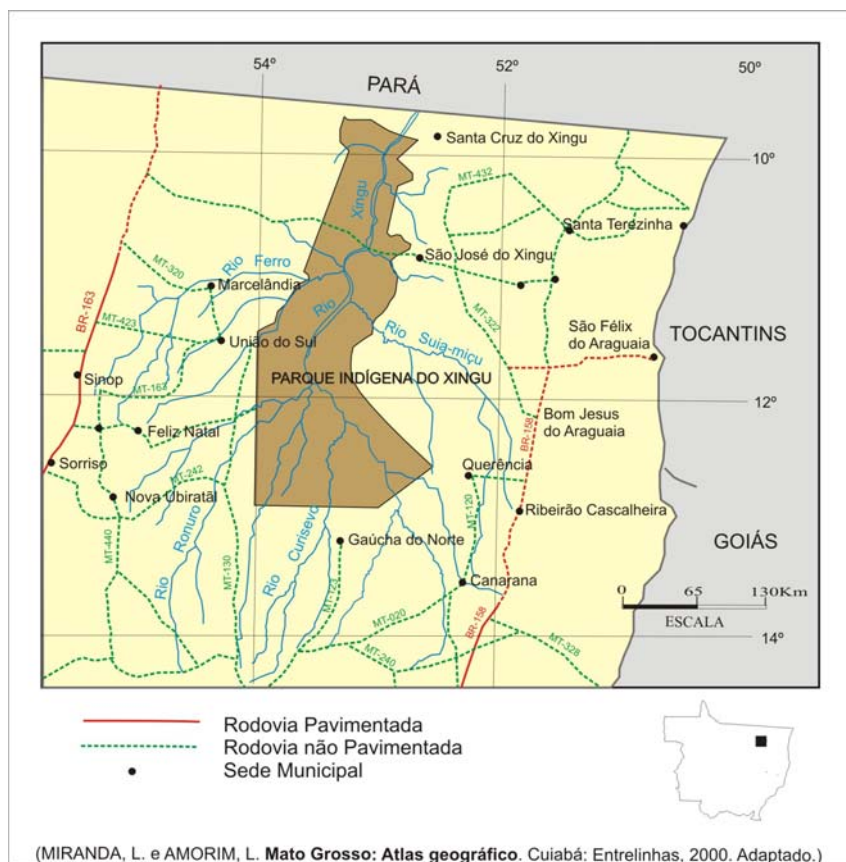 54º
52º
50º
PARÁ
Santa Cruz do Xingu
10º
MT-432
Xingu
Santa Terezinha
São José do Xingu
Rio Ferro
MT-320
Marcelândia
Rio
MT-322
BR-163
MT-423
União do Sul
Rio Suia-miçu
São Félix
do Araguaia
TOCANTINS
Sinop
MT-163
PARQUE INDÍGENA DO XINGU
12º
Feliz Natal
Bom Jesus
do Araguaia
BR-158
Sorriso
MT-242
Querência
Nova Ubiratã
MT-120
Ribeirão Cascalheira
Rio Ronuro
Rio Curisevo
MT-440
MT-130
Gaúcha do Norte
GOIÁS
MT-123
Canarana
0 65 130Km
ESCALA
MT-020
BR-158
MT-240
MT-328
14º
Rodovia Pavimentada
Rodovia não Pavimentada
Sede Municipal
(MIRANDA, L. e AMORIM, L. Mato Grosso: Atlas geográfico. Cuiabá: Entrelinhas, 2000. Adaptado.)